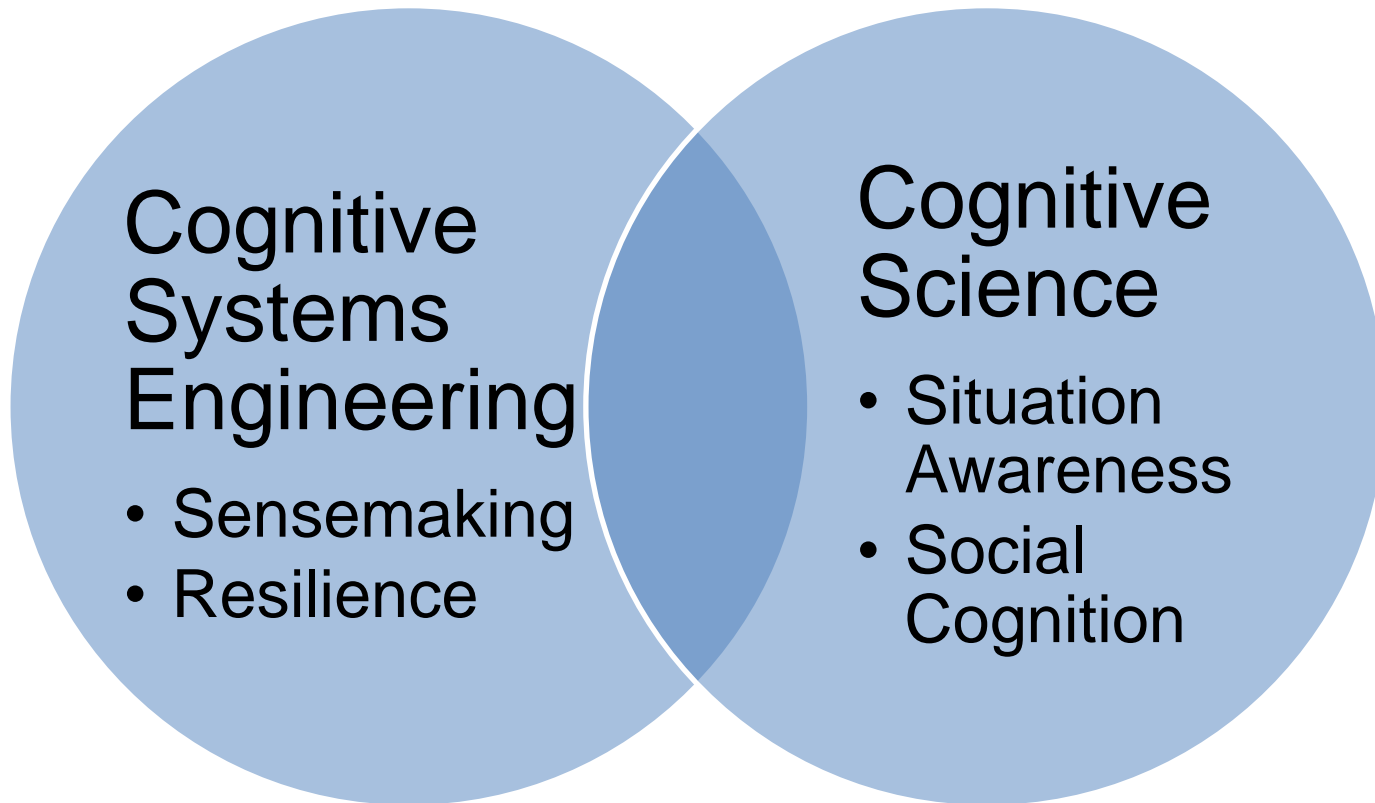 Cognitive
Systems
Engineering
• Sensemaking
• Resilience
Cognitive
Science
• Situation
Awareness
• Social
Cognition